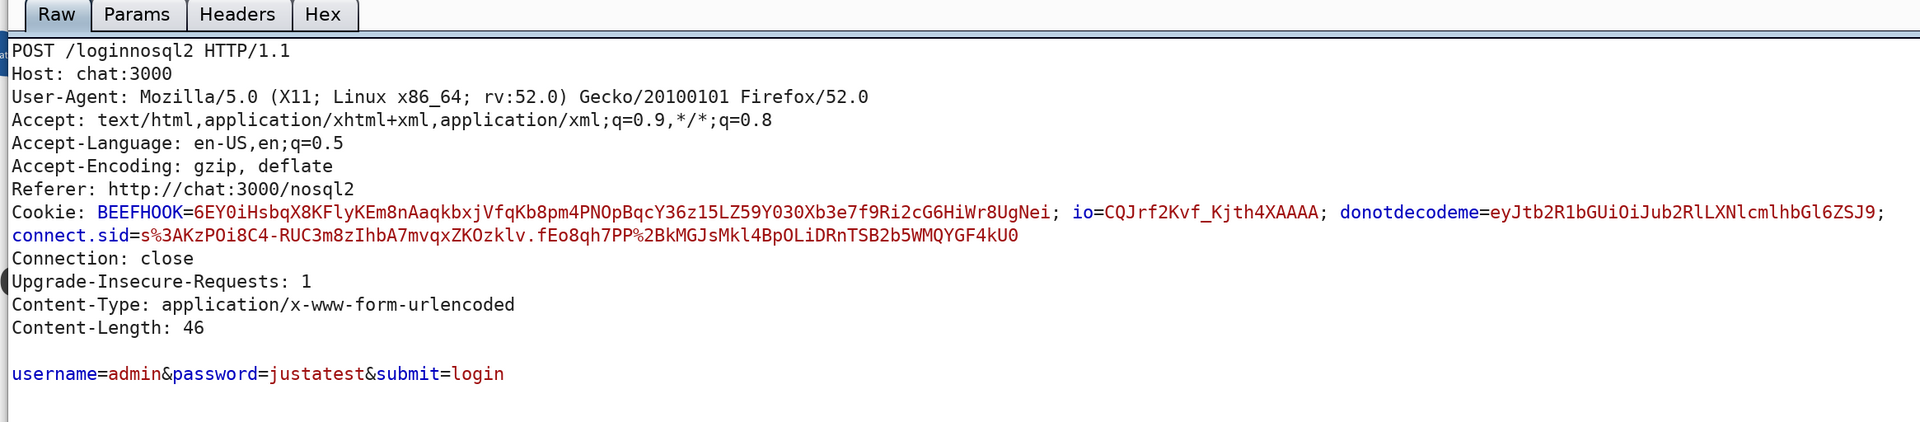 Raw Params Headers Hex
POST /loginnosql2 HTTP/1.1
Host: chat:3000
User-Agent: Mozilla/5.0 (X11; Linux x86_64; rv:52.0) Gecko/20100101 Firefox/52.0
Accept: text/html,application/xhtml+xml,application/xml;q=0.9,*/*;q=0.8
Accept-Language: en-US,en;q=0.5
Accept-Encoding: gzip, deflate
Referer: http://chat:3000/nosql2
Cookie: BEEFHOOK=6EY0iHsbqX8KFlyKEm8nAaqkbxjVfqKb8pm4PNOpBqcY36z15LZ59Y030Xb3e7f9Ri2cG6HiWr8UgNei; io=CQJrf2Kvf_Kjth4XAAAA; donotdecodeme=eyJtb2R1bGUiOiJub2RlLXNlcmlhbGl6ZSJ9;
connect.sid=s%3AKzPOi8C4-RUC3m8zIhbA7mvqxZKOzklv.fEo8qh7PP%2BkMGJsMkl4BpOLiDRnTSB2b5WMQYGF4kU0
Connection: close
Upgrade-Insecure-Requests: 1
Content-Type: application/x-www-form-urlencoded
Content-Length: 46
username=admin&password=justatest&submit=login